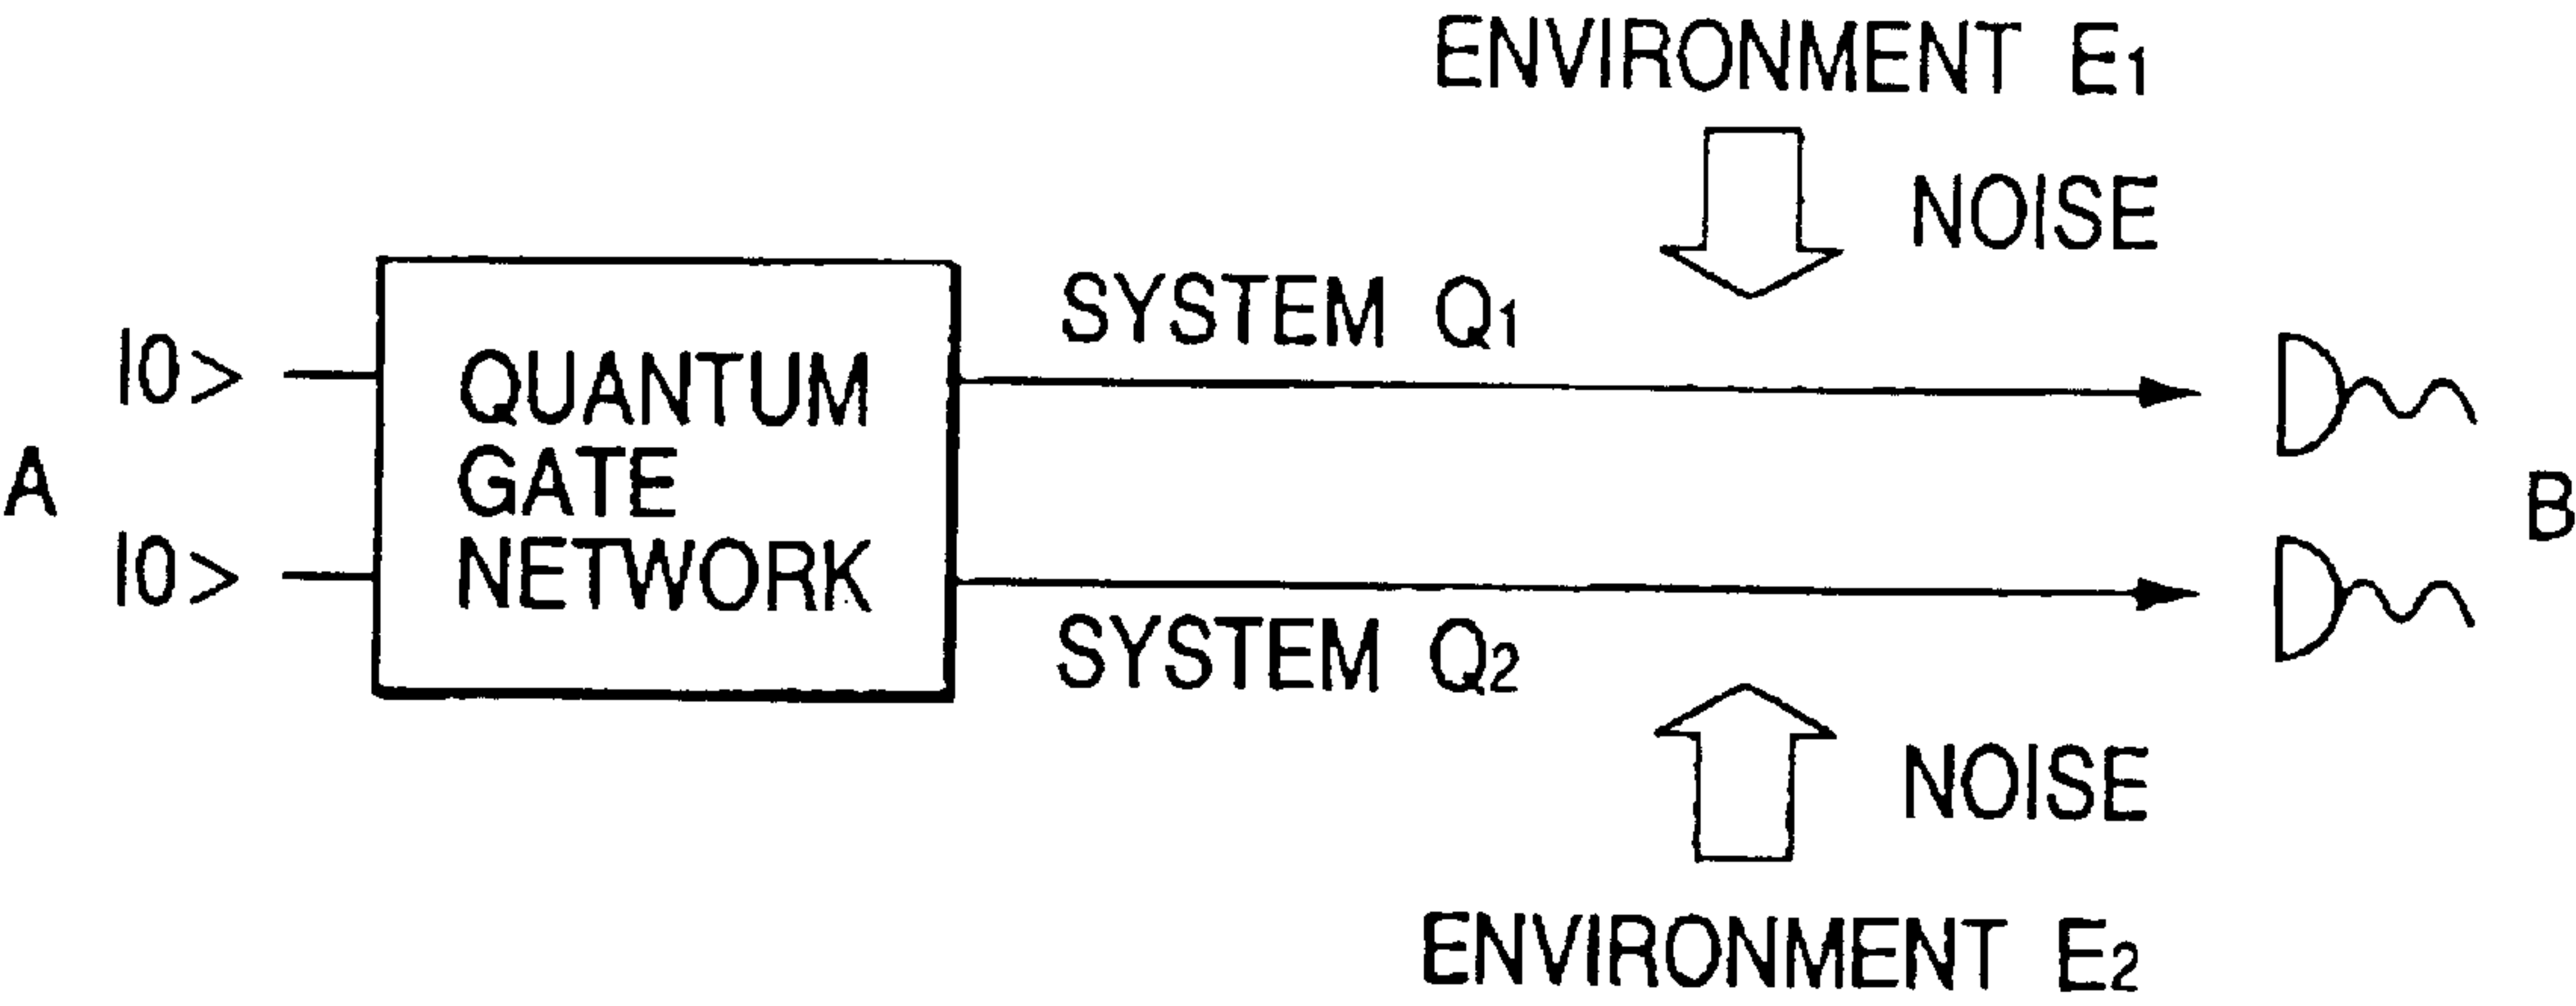 ENVIRONMENT E1
NOISE
SYSTEM Q1
|0>
QUANTUM
GATE
NETWORK
A
B
|0>
SYSTEM Q2
NOISE
ENVIRONMENT E2